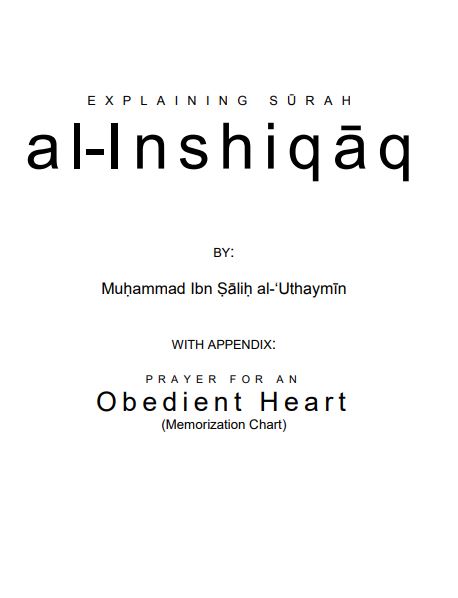 EXPLAINING SŪRAH
al-Inshiqāq
BY:
Muḥammad Ibn Ṣāliḥ al-‘Uthaymīn
WITH APPENDIX:
PRAYER FOR AN
Obedient Heart
(Memorization Chart)